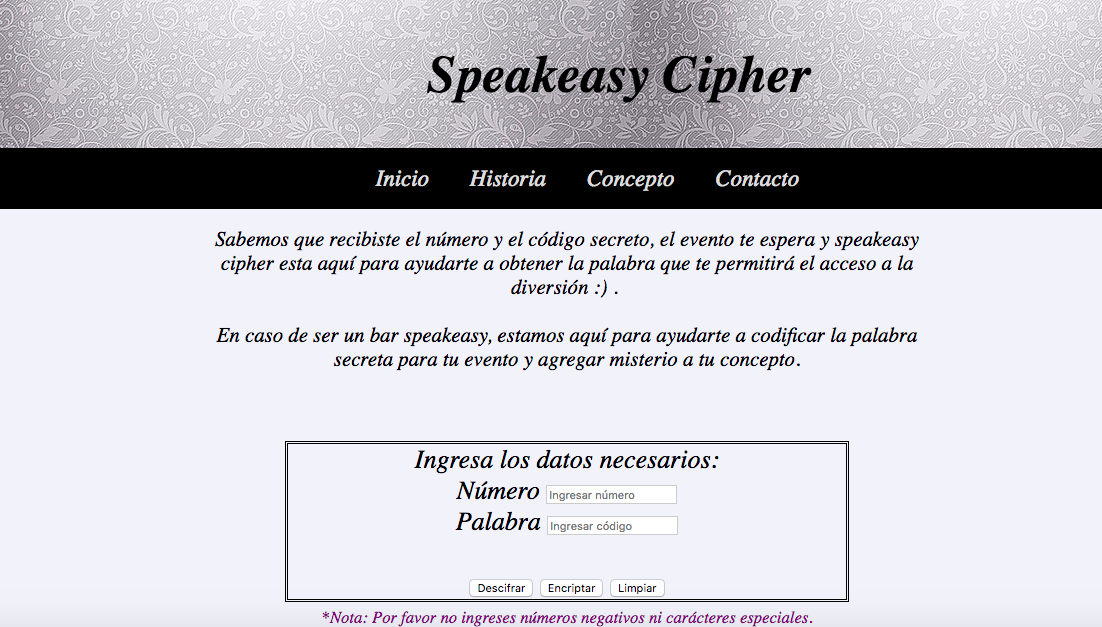 Speakeasy Cipher
Inicio Historia Concepto Contacto
Sabemos que recibiste el número y el código secreto, el evento te espera y speakeasy
cipher esta aquí para ayudarte a obtener la palabra que te permitirá el acceso a la
diversión :) .
En caso de ser un bar speakeasy, estamos aquí para ayudarte a codificar la palabra
secreta para tu evento y agregar misterio a tu concepto.
Ingresa los datos necesarios:
Número Ingresar número
Palabra Ingresar código
Descifrar Encriptar Limpiar
*Nota: Por favor no ingreses números negativos ni carácteres especiales.